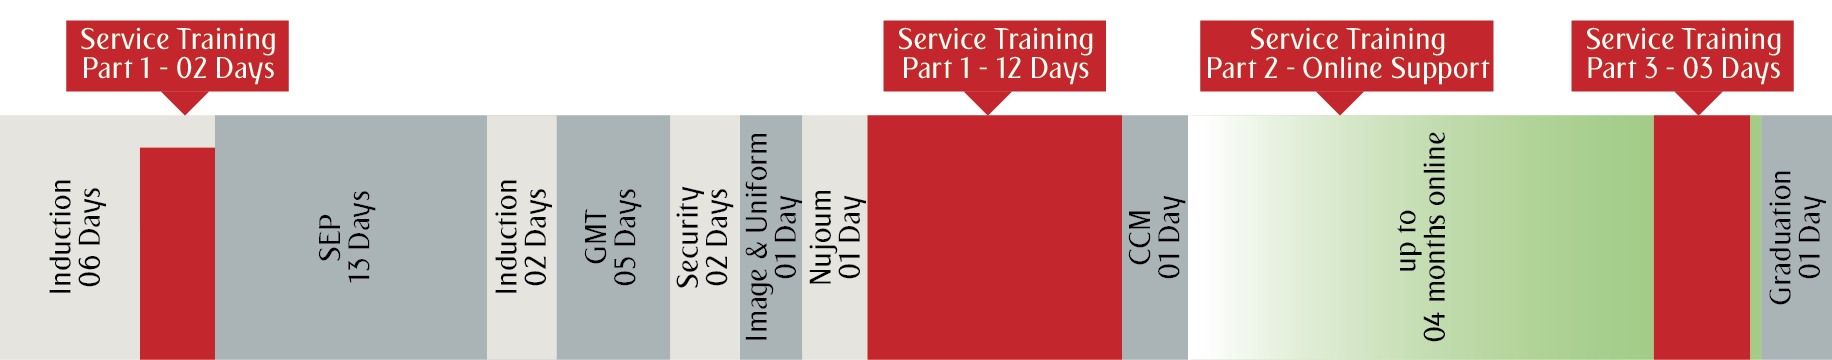 Service Training
Part 1 - 02 Days
Service Training
Part 1 - 12 Days
Service Training
Part 2 - Online Support
Service Training
Part 3 - 03 Days
Induction
06 Days
SEP
13 Days
Induction
02 Days
GMT
05 Days
Security
02 Days
Image & Uniform
01 Day
Nujoum
01 Day
CCM
01 Day
up to
04 months online
Graduation
01 Day